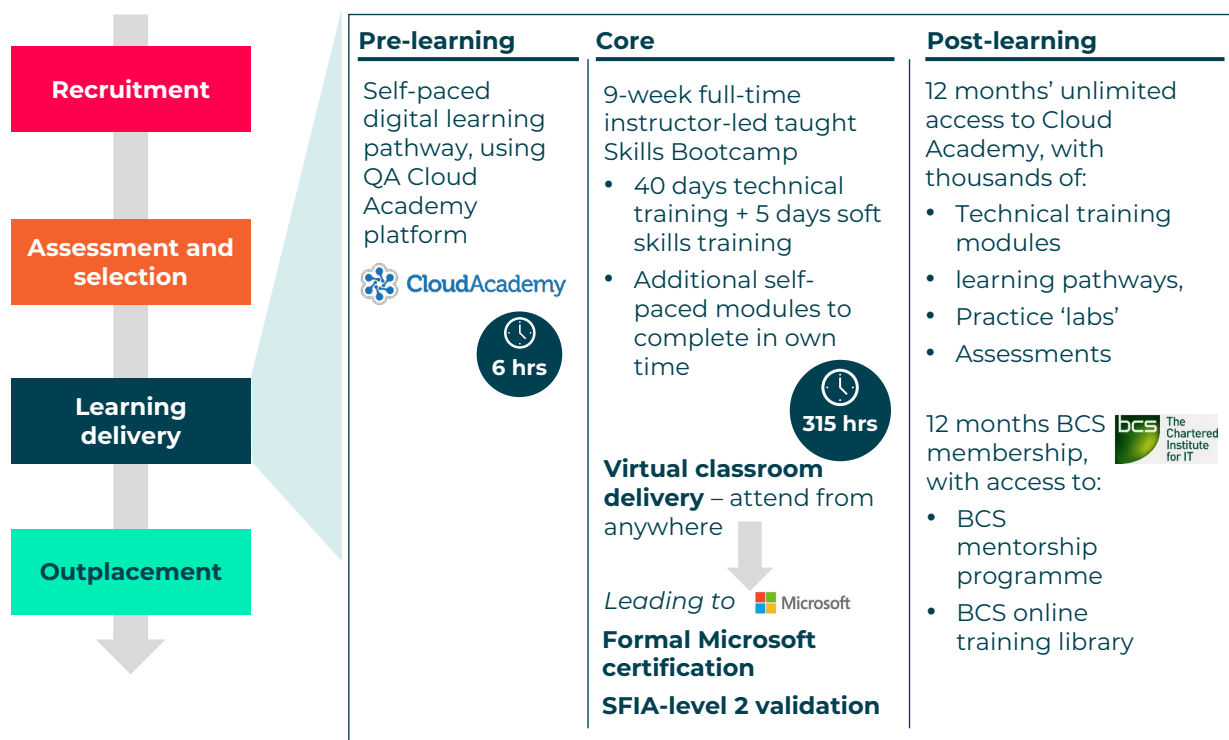 Recruitment
Assessment and
selection
Learning
delivery
Outplacement
Pre-learning
Self-paced
digital learning
pathway, using
QA Cloud
Academy
platform
CloudAcademy
6 hrs
Core
9-week full-time
instructor-led taught
Skills Bootcamp
• 40 days technical
training + 5 days soft
skills training
• Additional self-
paced modules to
complete in own
time
315 hrs
Virtual classroom
delivery – attend from
anywhere
Leading to
Microsoft
Formal Microsoft
certification
SFIA-level 2 validation
Post-learning
12 months’ unlimited
access to Cloud
Academy, with
thousands of:
• Technical training
modules
• learning pathways,
• Practice ‘labs’
• Assessments
12 months BCS
membership,
with access to:
bcs
The
Chartered
Institute
for IT
• BCS
mentorship
programme
• BCS online
training library